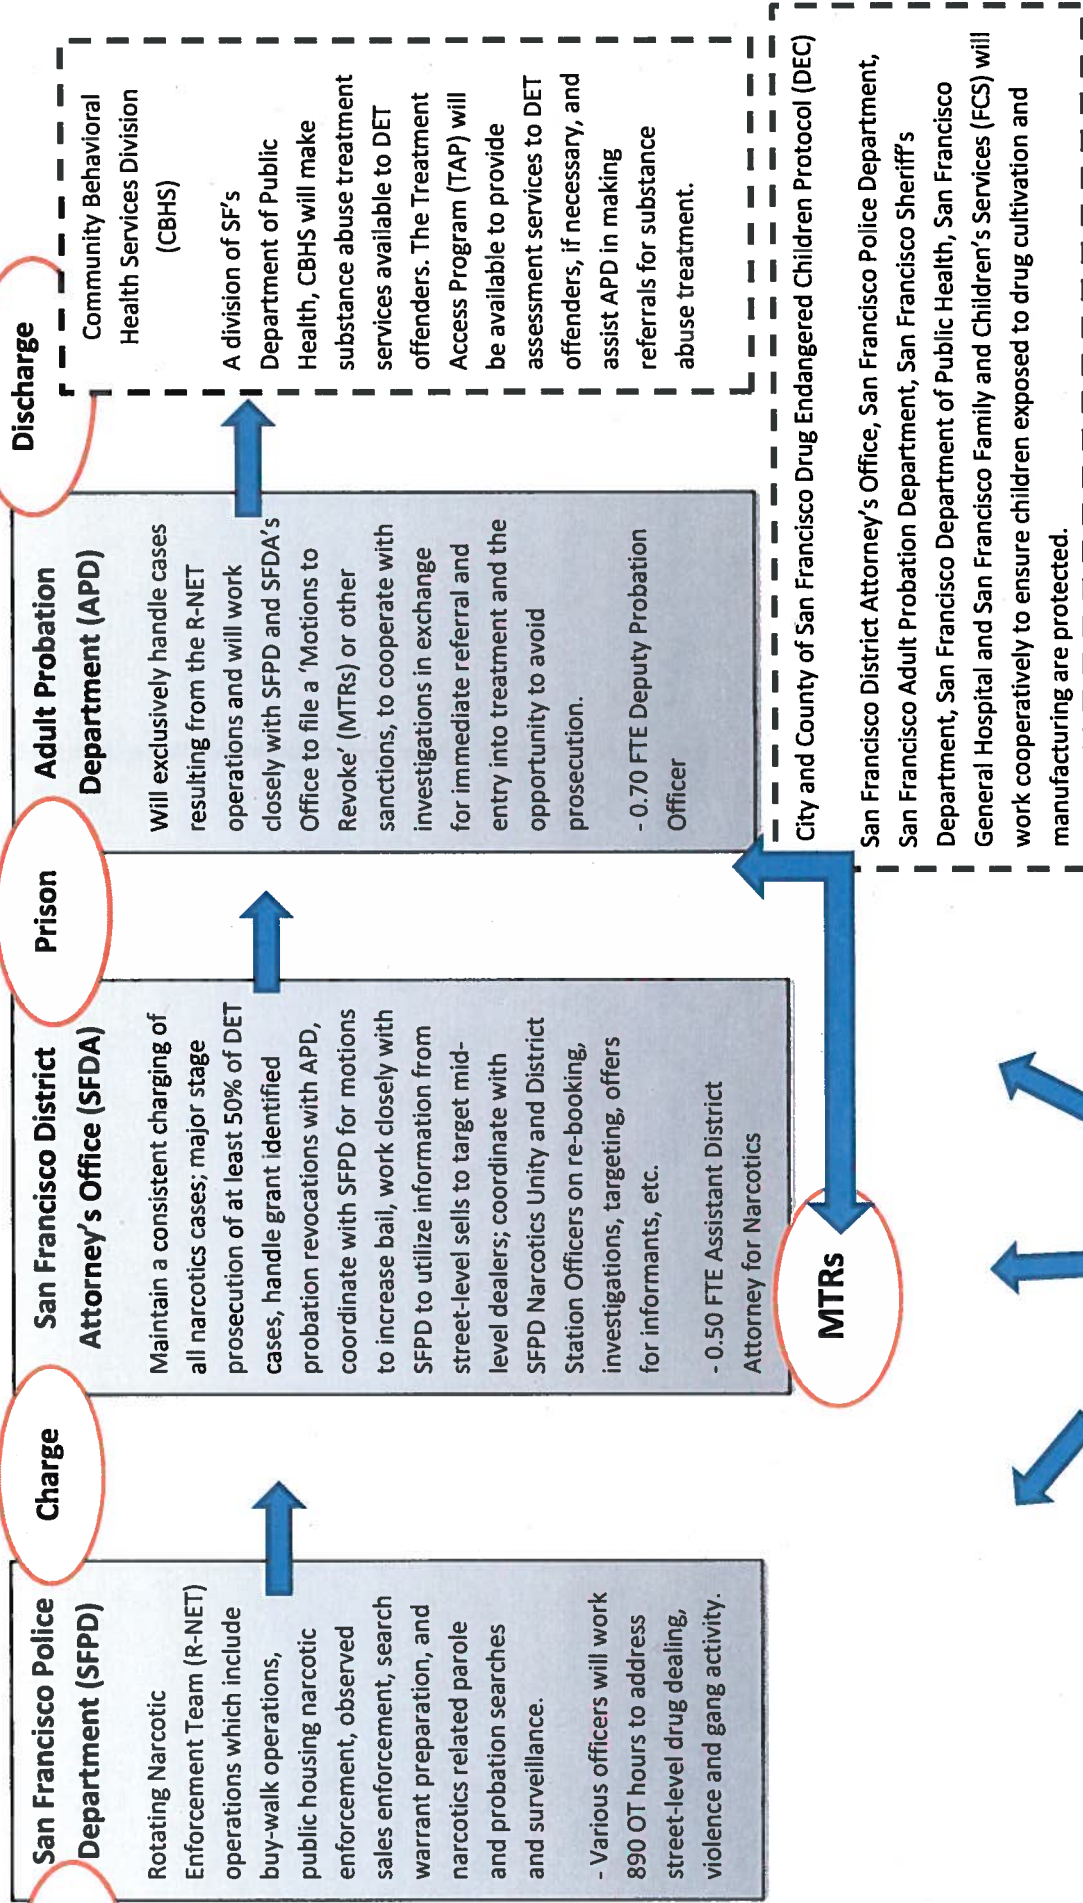 San Francisco Police
Department (SFPD)
Rotating Narcotic
Enforcement Team (R-NET)
operations which include
buy-walk operations,
public housing narcotic
enforcement, observed
sales enforcement, search
warrant preparation, and
narcotics related parole
and probation searches
and surveillance.
- Various officers will work
890 OT hours to address
street-level drug dealing,
violence and gang activity.
Charge
San Francisco District
Attorney's Office (SFDA)
Maintain a consistent charging of
all narcotics cases; major stage
prosecution of at least 50% of DET
cases, handle grant identified
probation revocations with APD,
coordinate with SFPD for motions
to increase bail, work closely with
SFPD to utilize information from
street-level sells to target mid-
level dealers; coordinate with
SFPD Narcotics Unity and District
Station Officers on re-booking,
investigations, targeting, offers
for informants, etc.
- 0.50 FTE Assistant District
Attorney for Narcotics
Prison
Adult Probation
Department (APD)
Will exclusively handle cases
resulting from the R-NET
operations and will work
closely with SFPD and SFDA's
Office to file a 'Motions to
Revoke' (MTRs) or other
sanctions, to cooperate with
investigations in exchange
for immediate referral and
entry into treatment and the
opportunity to avoid
prosecution.
- 0.70 FTE Deputy Probation
Officer
Discharge
Community Behavioral
Health Services Division
(CBHS)
A division of SF's
Department of Public
Health, CBHS will make
substance abuse treatment
services available to DET
offenders. The Treatment
Access Program (TAP) will
be available to provide
assessment services to DET
offenders, if necessary, and
assist APD in making
referrals for substance
abuse treatment.
MTRs
City and County of San Francisco Drug Endangered Children Protocol (DEC)
San Francisco District Attorney's Office, San Francisco Police Department,
San Francisco Adult Probation Department, San Francisco Sheriff's
Department, San Francisco Department of Public Health, San Francisco
General Hospital and San Francisco Family and Children's Services (FCS) will
work cooperatively to ensure children exposed to drug cultivation and
manufacturing are protected.